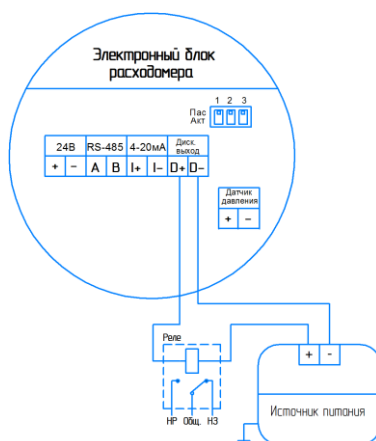 Электронный блок
расходомера
1 2 3
Пас
Акт
24В RS-485 4-20мА Диск.
выход
+ - A B I+ I- D+ D-
Датчик
давления
+ -
Реле
+ -
НР Общ. НЗ
Источник питания